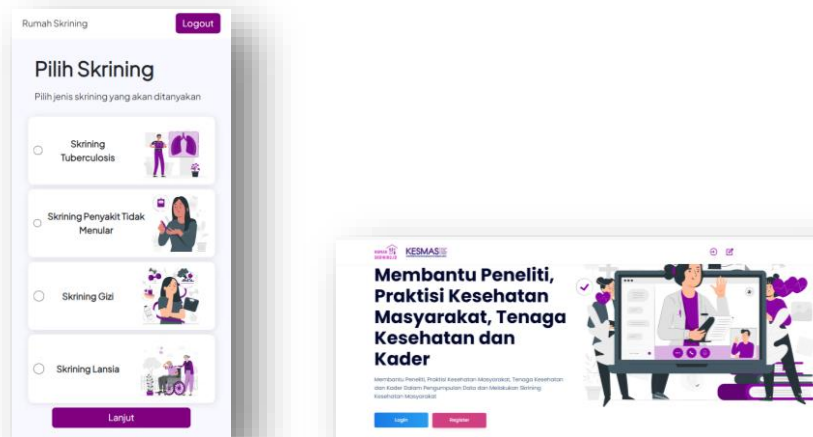 Rumah Skrining
Logout
Pilih Skrining
Pilih jenis skrining yang akan ditanyakan
Skrining
Tuberculosis
Skrining Penyakit Tidak
Menular
Skrining Gizi
Skrining Lansia
Lanjut
KESMAS
Membantu Peneliti,
Praktisi Kesehatan
Masyarakat, Tenaga
Kesehatan dan
Kader
Membantu Peneliti, Praktisi Kesehatan Masyarakat, Tenaga Kesehatan
dan Kader Dalam Pengumpulan Data dan Melakukan Skrining
Kesehatan Masyarakat
Login
Register